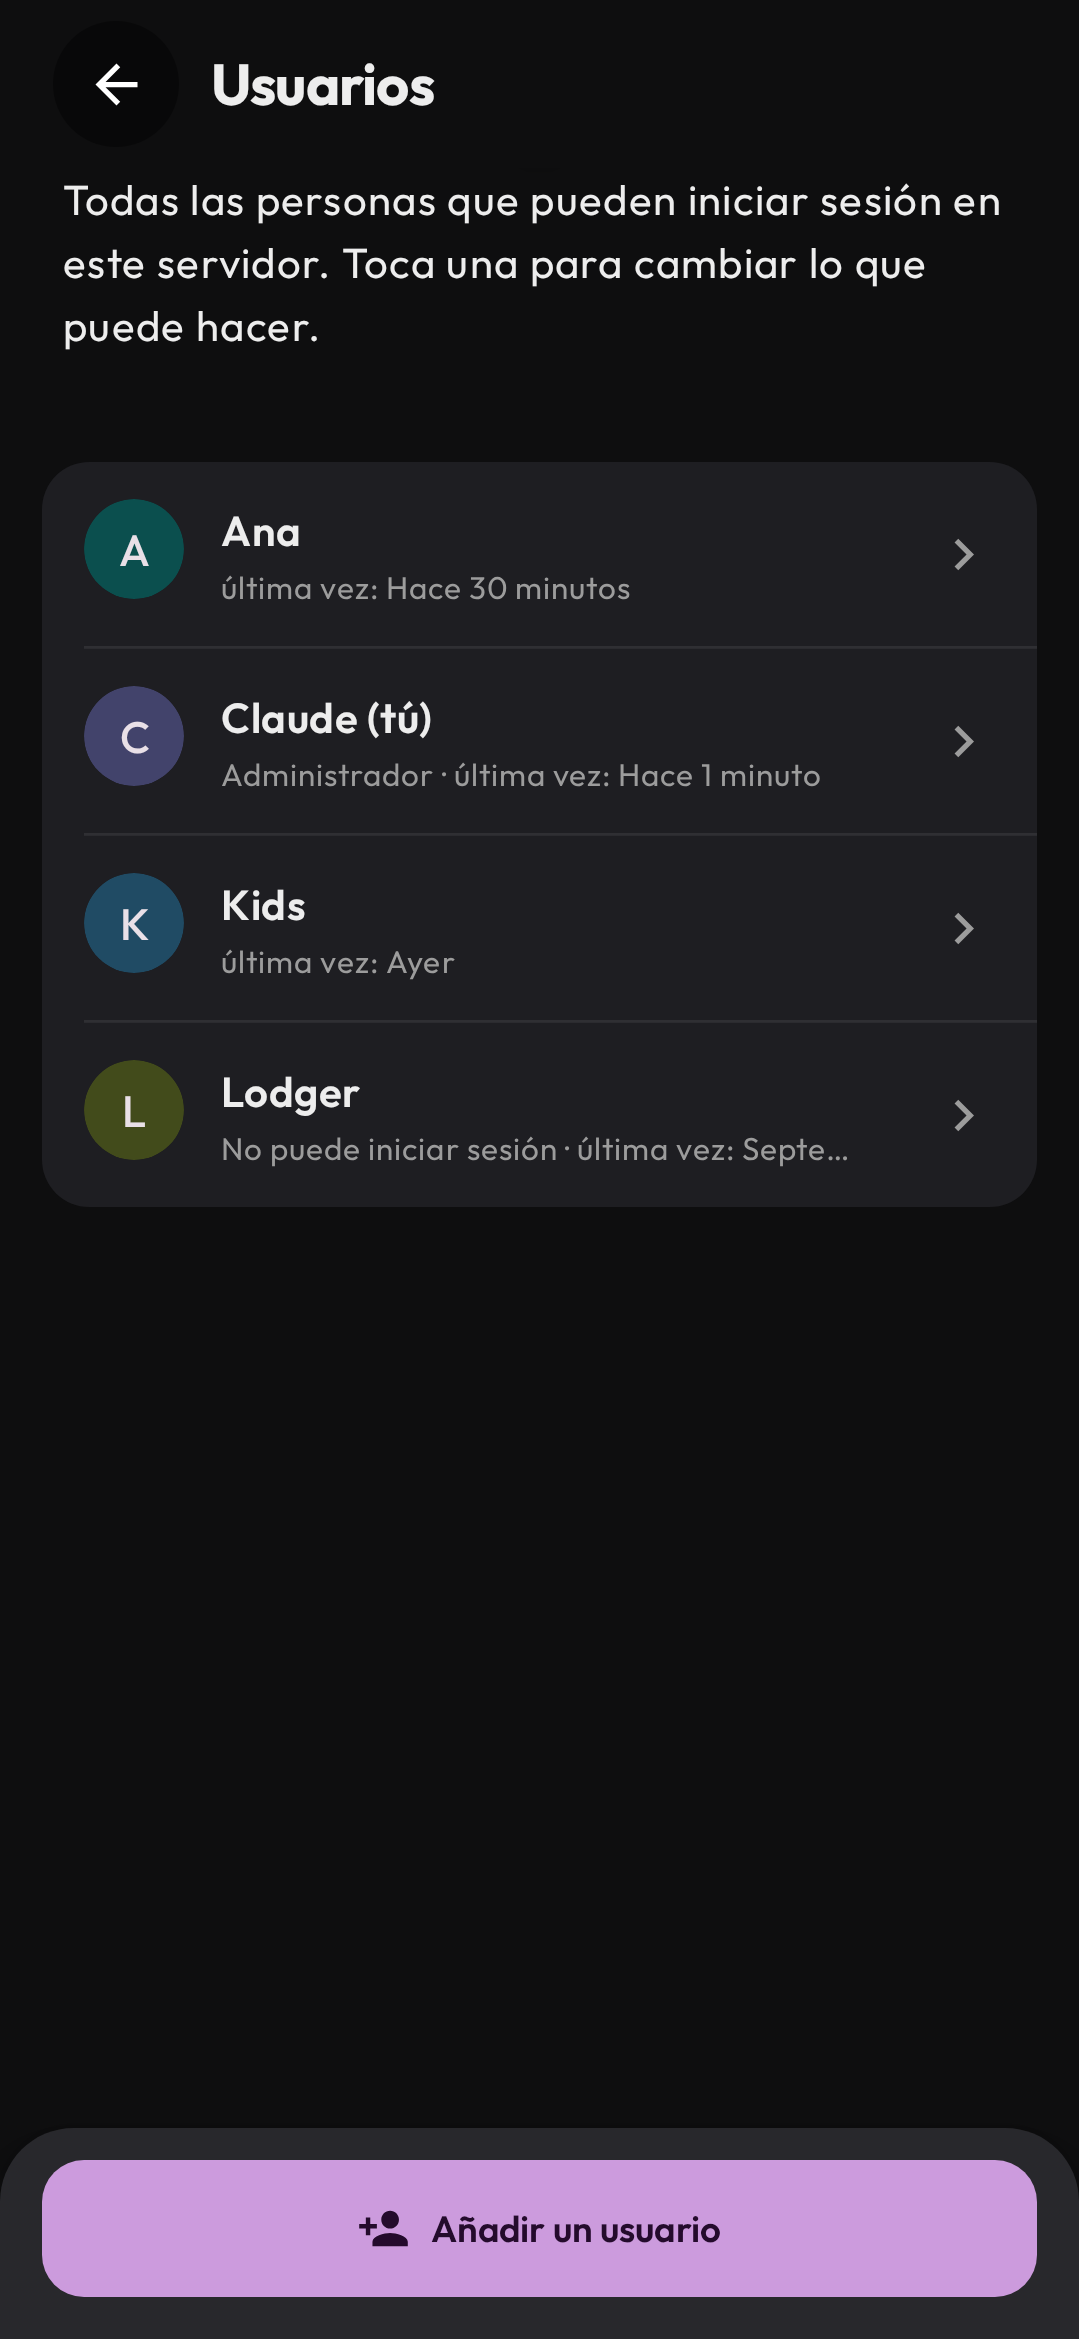 Usuarios
Todas las personas que pueden iniciar sesión en
este servidor. Toca una para cambiar lo que
puede hacer.
A
Ana
última vez: Hace 30 minutos
C
Claude (tú)
Administrador · última vez: Hace 1 minuto
K
Kids
última vez: Ayer
L
Lodger
No puede iniciar sesión · última vez: Septe...
Añadir un usuario